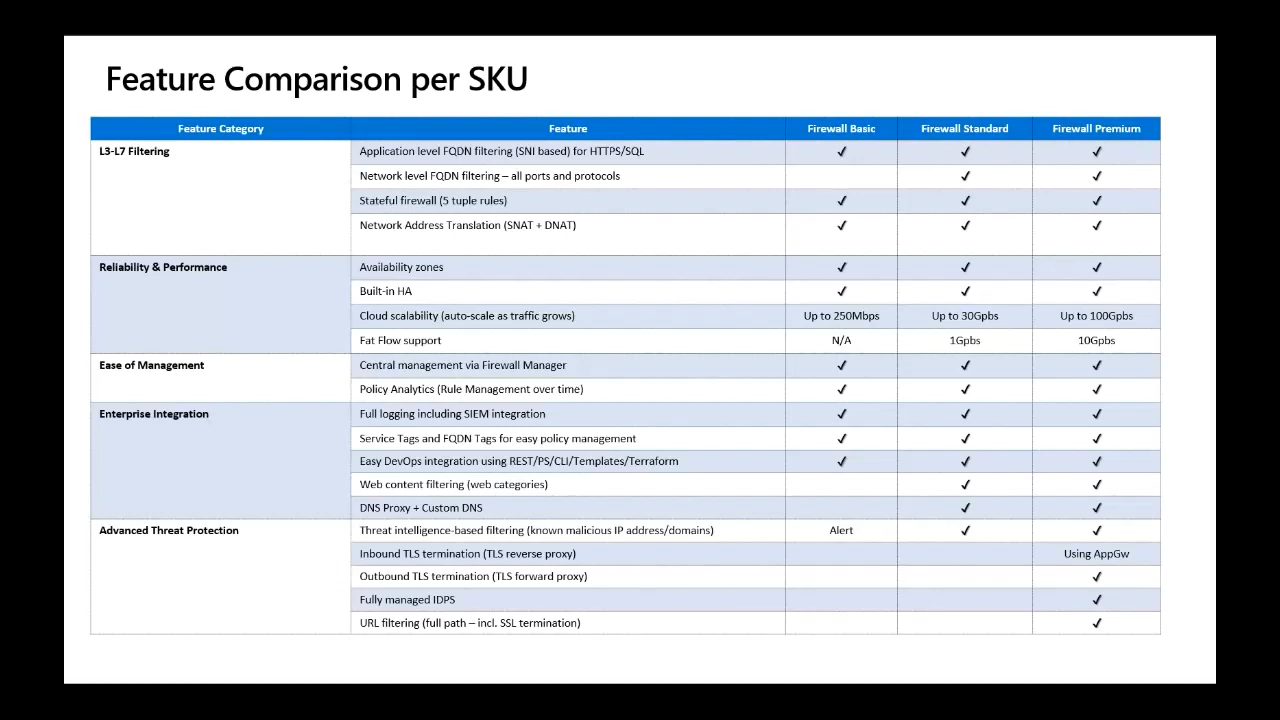 Feature Comparison per SKU
Feature Category Feature Firewall Basic Firewall Standard Firewall Premium
L3-L7 Filtering Application level FQDN filtering (SNI based) for HTTPS/SQL ✓ ✓ ✓
Network level FQDN filtering – all ports and protocols ✓ ✓
Stateful firewall (5 tuple rules) ✓ ✓ ✓
Network Address Translation (SNAT + DNAT) ✓ ✓ ✓
Reliability & Performance Availability zones ✓ ✓ ✓
Built-in HA ✓ ✓ ✓
Cloud scalability (auto-scale as traffic grows) Up to 250Mbps Up to 30Gpbs Up to 100Gpbs
Fat Flow support N/A 1Gpbs 10Gpbs
Ease of Management Central management via Firewall Manager ✓ ✓ ✓
Policy Analytics (Rule Management over time) ✓ ✓ ✓
Enterprise Integration Full logging including SIEM integration ✓ ✓ ✓
Service Tags and FQDN Tags for easy policy management ✓ ✓ ✓
Easy DevOps integration using REST/PS/CLI/Templates/Terraform ✓ ✓ ✓
Web content filtering (web categories) ✓ ✓
DNS Proxy + Custom DNS ✓ ✓
Advanced Threat Protection Threat intelligence-based filtering (known malicious IP address/domains) Alert ✓ ✓
Inbound TLS termination (TLS reverse proxy) Using AppGw
Outbound TLS termination (TLS forward proxy) ✓
Fully managed IDPS ✓
URL filtering (full path – incl. SSL termination) ✓